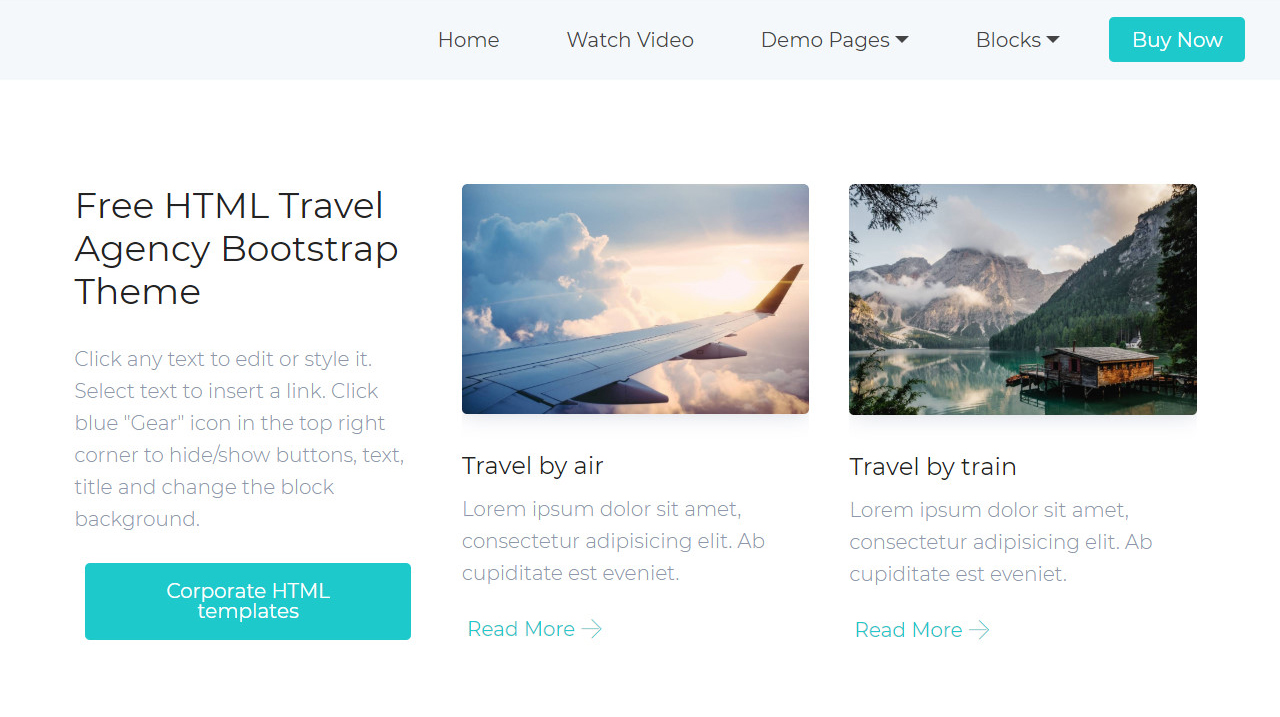 Home Watch Video Demo Pages Blocks Buy Now
Free HTML Travel
Agency Bootstrap
Theme
Click any text to edit or style it.
Select text to insert a link. Click
blue "Gear" icon in the top right
corner to hide/show buttons, text,
title and change the block
background.
Corporate HTML
templates
Travel by air
Lorem ipsum dolor sit amet,
consectetur adipisicing elit. Ab
cupiditate est eveniet.
Read More
Travel by train
Lorem ipsum dolor sit amet,
consectetur adipisicing elit. Ab
cupiditate est eveniet.
Read More